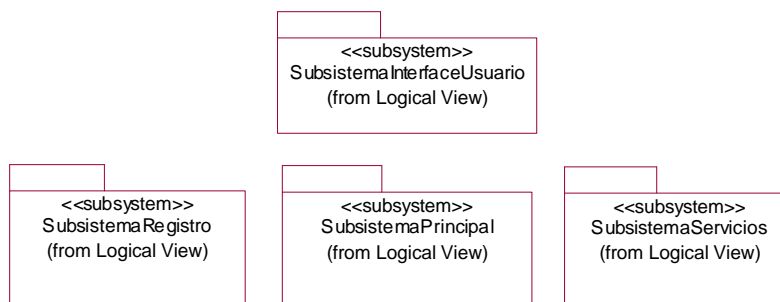 <<subsystem>>
SubsistemaInterfaceUsuario
(from Logical View)
<<subsystem>>
SubsistemaRegistro
(from Logical View)
<<subsystem>>
SubsistemaPrincipal
(from Logical View)
<<subsystem>>
SubsistemaServicios
(from Logical View)